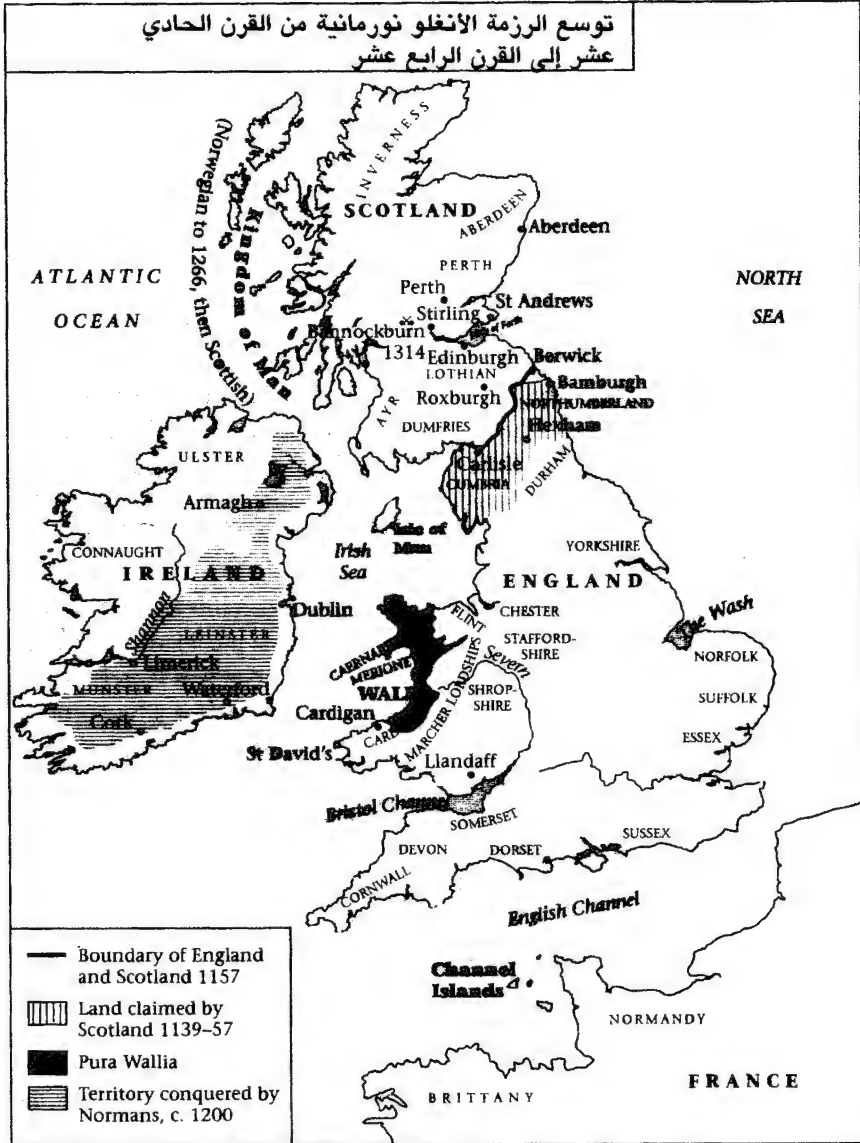 توسع الرزمة الأنغلو نورمانية من القرن الحادي
عشر إلى القرن الرابع عشر
INVERNESS
SCOTLAND
ABERDEEN
Aberdeen
(Norwegian to 1266, then Scottish)
Kingdom of Man
ATLANTIC
OCEAN
NORTH
SEA
PERTH
Perth
St Andrews
Stirling
Bannockburn
1314
Edinburgh
Berwick
LOTHIAN
Bamburgh
Roxburgh
NORTHUMBERLAND
AYR
DUMFRIES
Hexham
Carlisle
CUMBRIA
DURHAM
ULSTER
Armagh
Isle of
Man
Irish
Sea
CONNAUGHT
IRELAND
YORKSHIRE
ENGLAND
Dublin
Shannon
LEINSTER
FLINT
CHESTER
The Wash
STAFFORD-
SHIRE
NORFOLK
Limerick
CAERNAR
MERIONE
Severn
MUNSTER
Waterford
WALE
MARCHER LOADSHIPS
SHROP-
SHIRE
SUFFOLK
Cork
Cardigan
CARD
ESSEX
St David's
Llandaff
Bristol Channel
SOMERSET
SUSSEX
DEVON
DORSET
CORNWALL
English Channel
Channel
Islands
NORMANDY
BRITTANY
FRANCE
Boundary of England
and Scotland 1157
Land claimed by
Scotland 1139–57
Pura Wallia
Territory conquered by
Normans, c. 1200